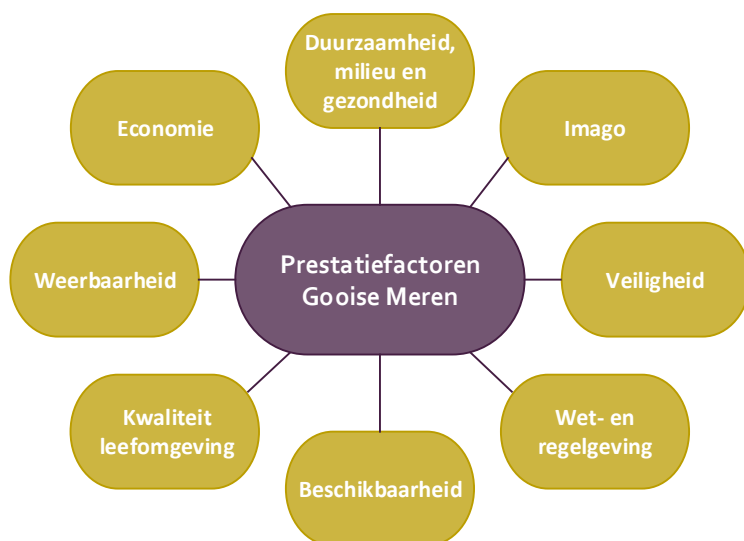 Duurzaamheid,
milieu en
gezondheid
Economie
Imago
Weerbaarheid
Prestatiefactoren
Gooise Meren
Veiligheid
Kwaliteit
leefomgeving
Wet- en
regelgeving
Beschikbaarheid